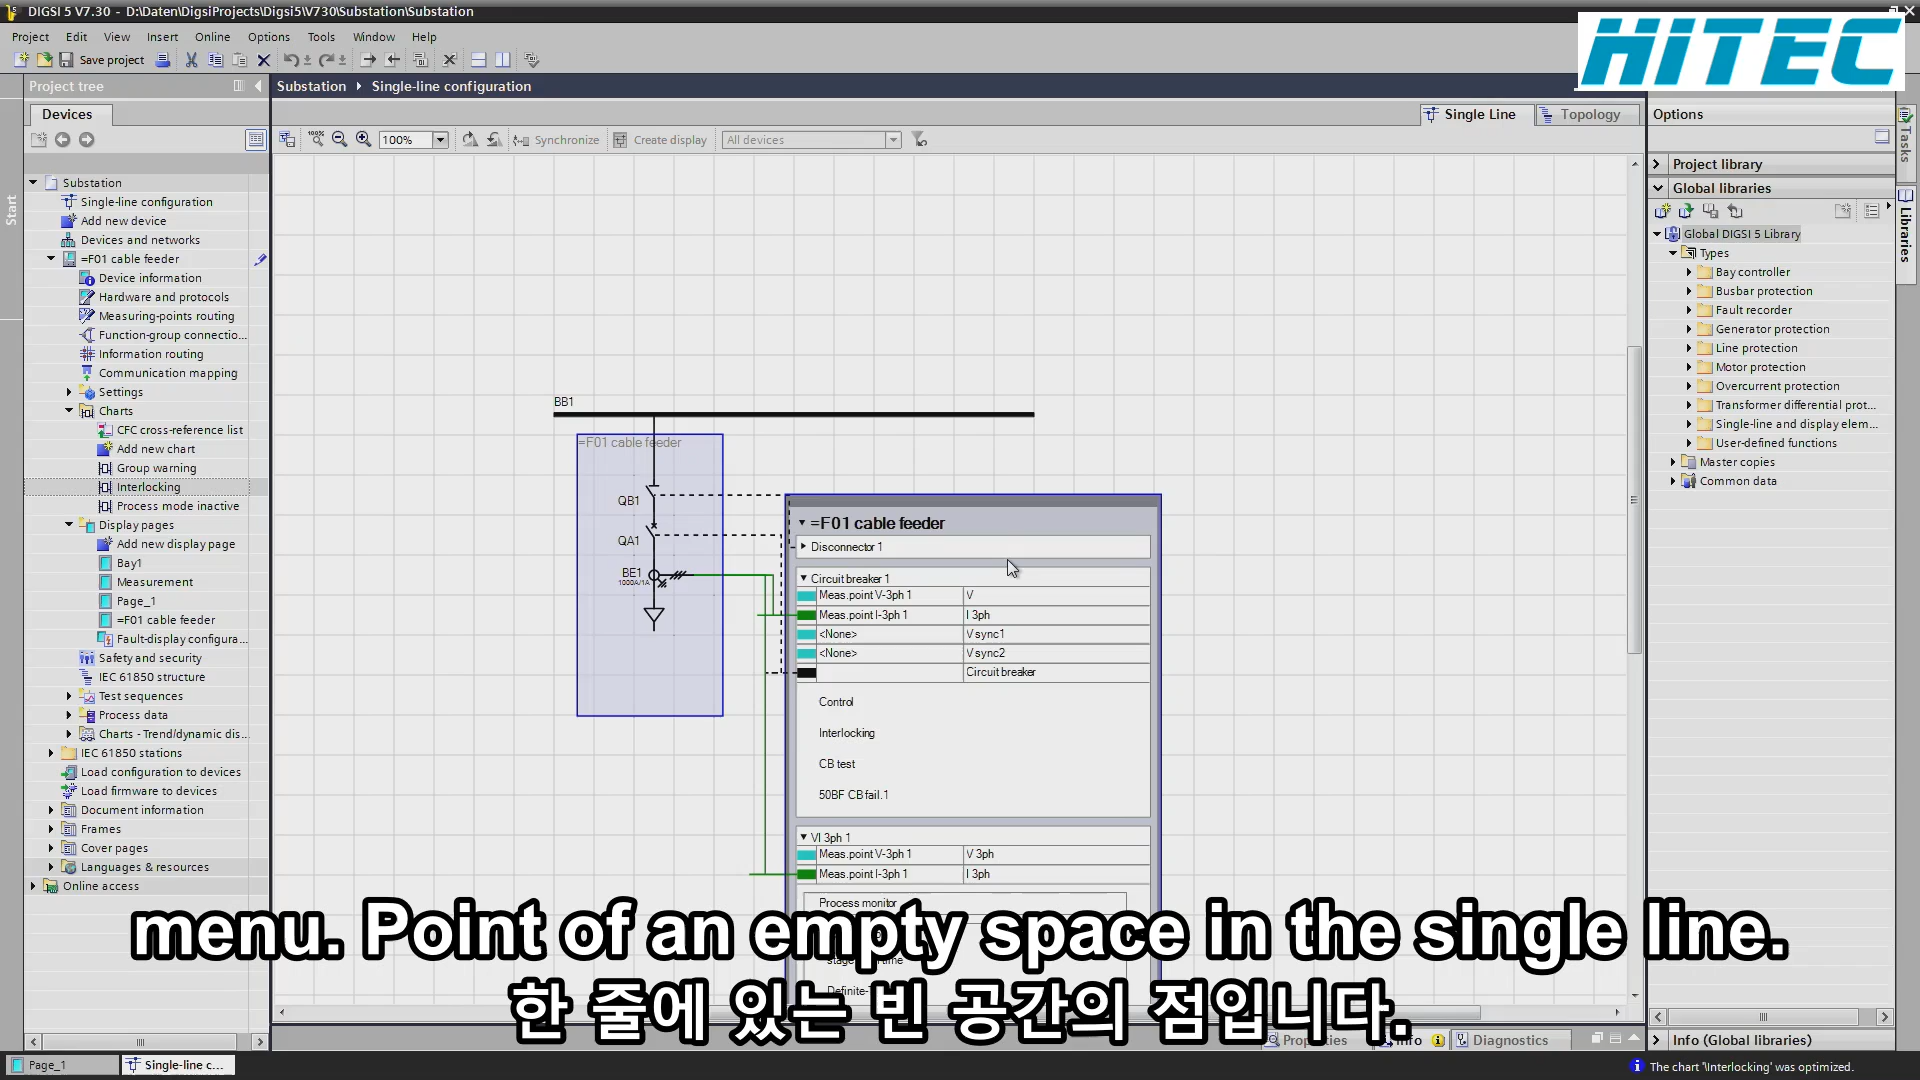 DIGSI 5 V7.30 - D:\Daten\DigsiProjects\Digsi5\V730\Substation\Substation
HITEC
Project Edit View Insert Online Options Tools Window Help
Save project
Project tree
Substation Single-line configuration
Devices
Single Line Topology
Options
100% Synchronize Create display All devices
Start
Substation
Single-line configuration
Add new device
Devices and networks
=F01 cable feeder
Device information
Hardware and protocols
Measuring-points routing
Function-group connectio...
Information routing
Communication mapping
Settings
Charts
CFC cross-reference list
Add new chart
Group warning
Interlocking
Process mode inactive
Display pages
Add new display page
Bay1
Measurement
Page_1
=F01 cable feeder
Fault-display configura...
Safety and security
IEC 61850 structure
Test sequences
Process data
Charts - Trend/dynamic dis...
IEC 61850 stations
Load configuration to devices
Load firmware to devices
Document information
Frames
Cover pages
Languages & resources
Online access
BB1
=F01 cable feeder
QB1
QA1
BE1
1000A/1A
=F01 cable feeder
Disconnector 1
Circuit breaker 1
Meas.point V-3ph 1 V
Meas.point I-3ph 1 I 3ph
<None> V sync1
<None> V sync2
Circuit breaker
Control
Interlocking
CB test
50BF CBfail.1
VI 3ph 1
Meas.point V-3ph 1 V 3ph
Meas.point I-3ph 1 I 3ph
Process monitor
Project library
Global libraries
Global DIGSI 5 Library
Types
Bay controller
Busbar protection
Fault recorder
Generator protection
Line protection
Motor protection
Overcurrent protection
Transformer differential prot...
Single-line and display elem...
User-defined functions
Master copies
Common data
Tasks
Libraries
menu. Point of an empty space in the single line.
한 줄에 있는 빈 공간의 점입니다.
Properties Info Diagnostics
Info (Global libraries)
Page_1 Single-line c...
The chart '\Interlocking' was optimized.